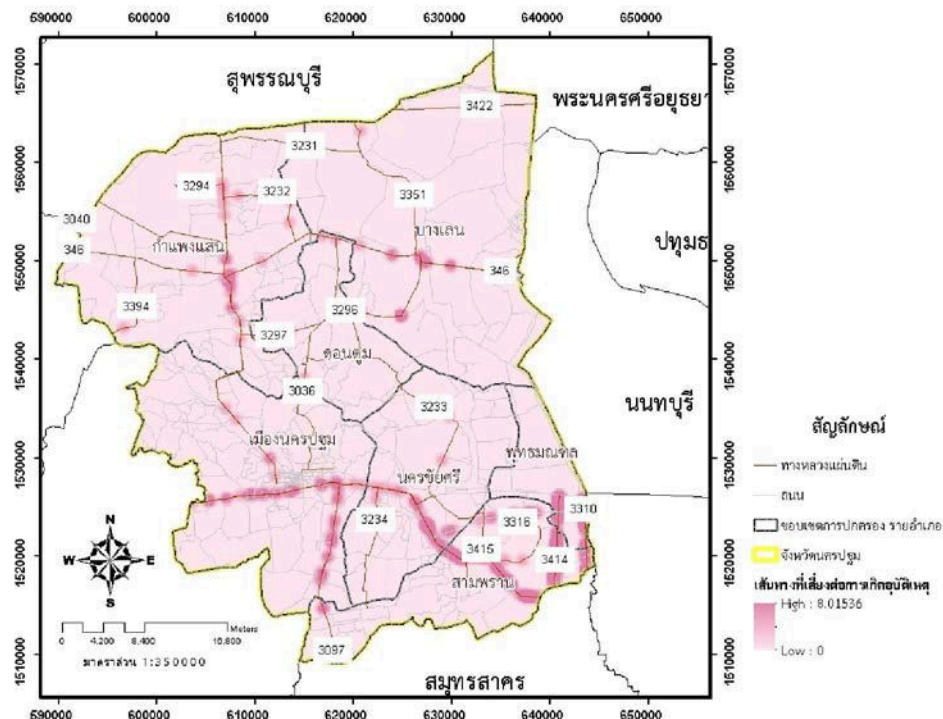 590000 600000 610000 620000 630000 640000 650000
1570000
1560000
1550000
1540000
1530000
1520000
1510000
สุพรรณบุรี
พระนครศรีอยุธยา
3422
3231
3294
3232
3351
3040
กำแพงแสน
บางเลน
ปทุมธ
346
346
3394
3296
3297
ดอนตูม
3036
นนทบุรี
3233
เมืองนครปฐม
พุทธมณฑล
นครชัยศรี
3310
3234
3316
3415
3414
สามพราน
3097
สมุทรสาคร
N
W E
S
0 4,200 8,400 16,800 Meters
มาตราส่วน 1:350000
สัญลักษณ์
ทางหลวงแผ่นดิน
ถนน
ขอบเขตการปกครอง รายอำเภอ
จังหวัดนครปฐม
เส้นทางที่เสี่ยงต่อการเกิดอุบัติเหตุ
High : 8.01536
Low : 0
590000 600000 610000 620000 630000 640000 650000
1570000
1560000
1550000
1540000
1530000
1520000
1510000